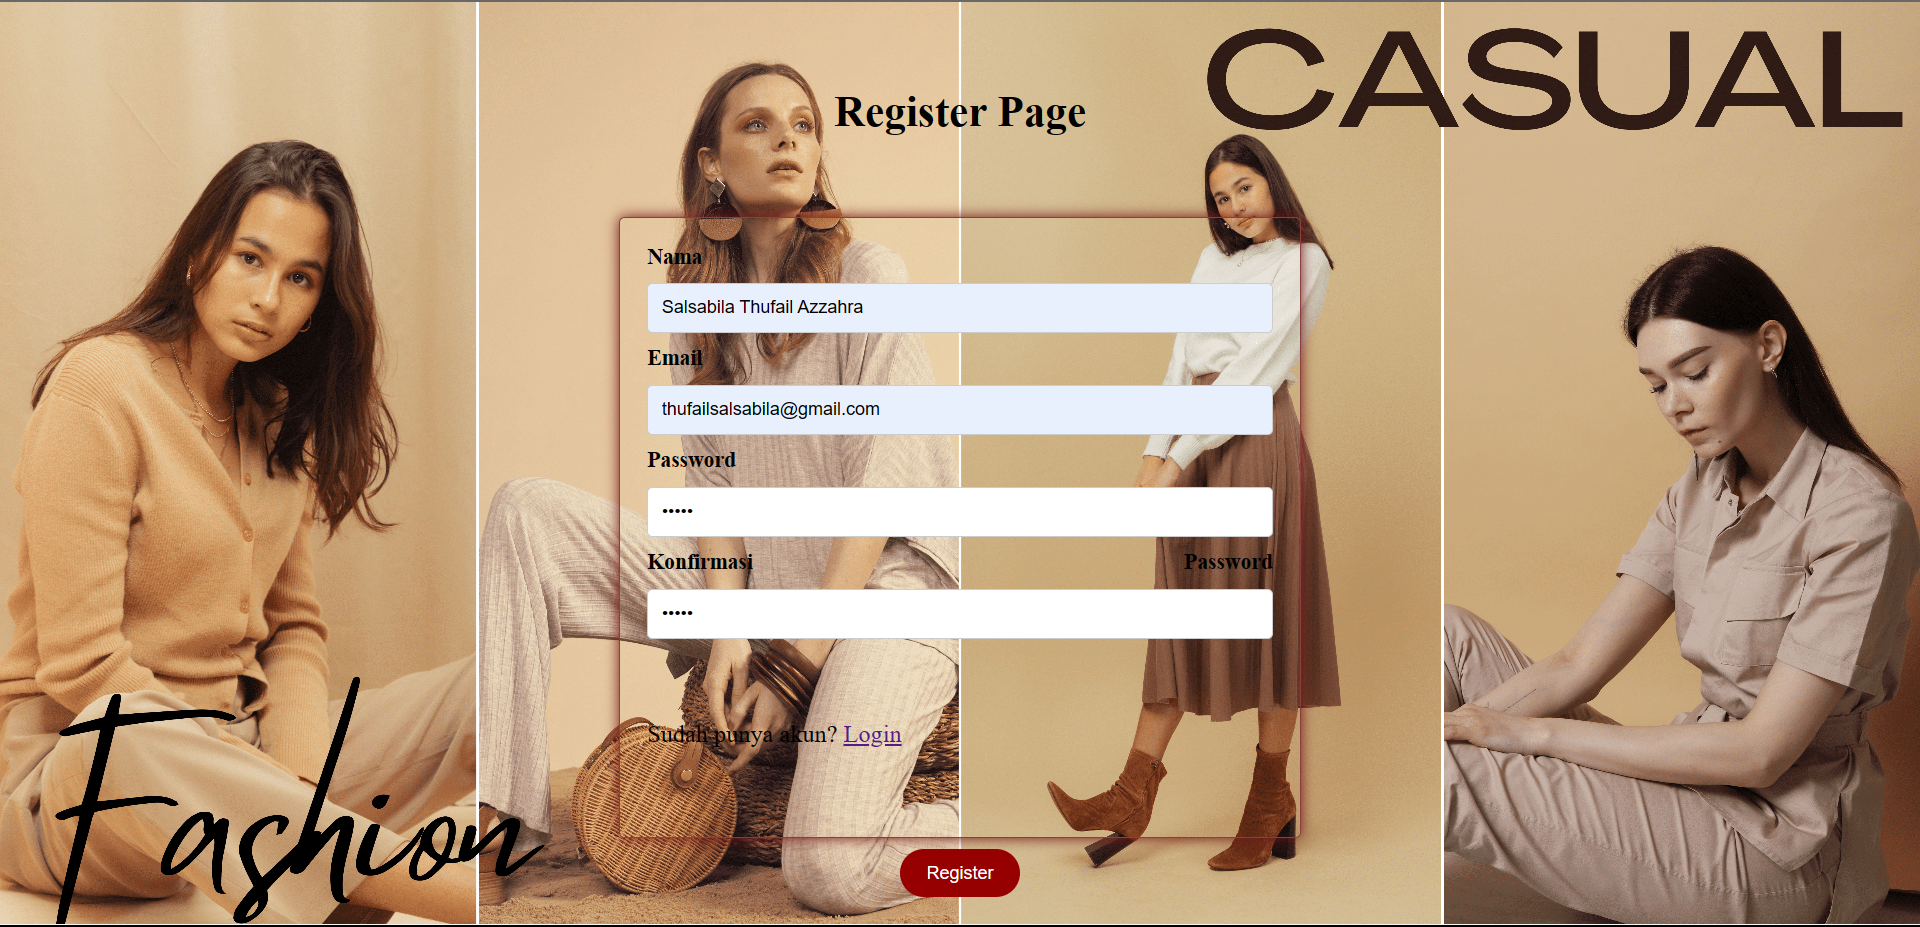 CASUAL
Register Page
Nama
Salsabila Thufail Azzahra
Email
thufailsalsabila@gmail.com
Password
•••••
Konfirmasi Password
•••••
Sudah punya akun? Login
Fashion
Register